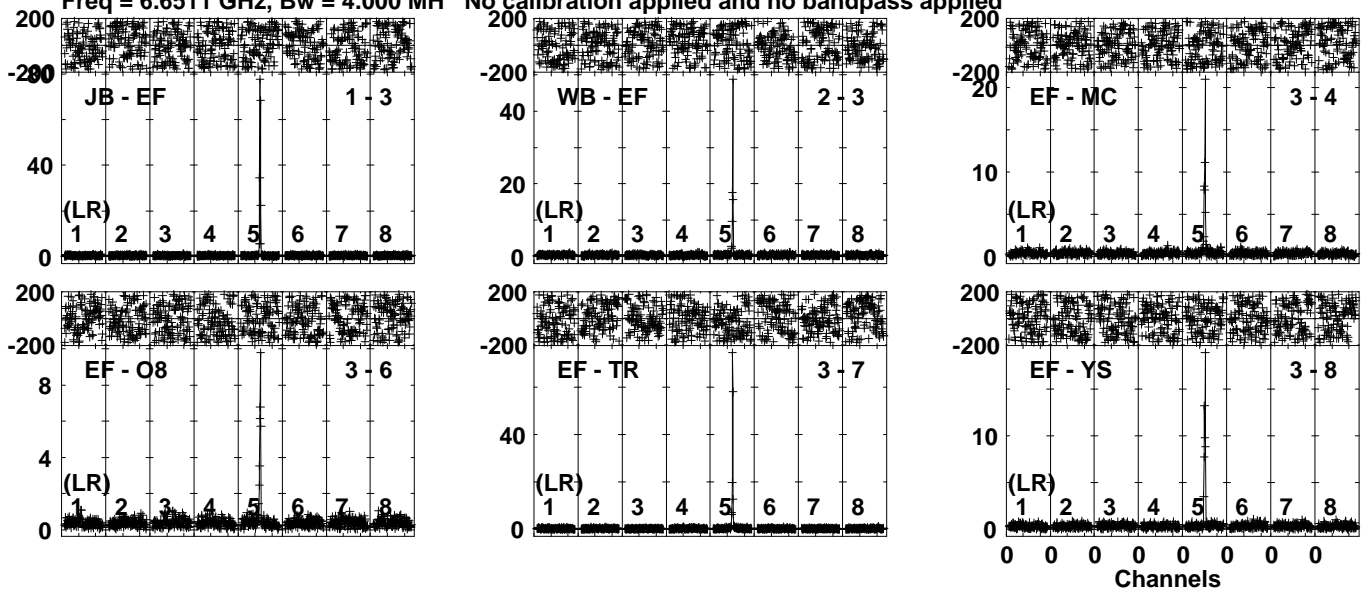 Freq = 6.6511 GHz, Bw = 4.000 MH No calibration applied and no bandpass applied
200 200 200
-200 80 -200 -200
JB - EF 1 - 3 WB - EF 2 - 3 EF - MC 3 - 4
20
40
40 10
20
(LR) (LR) (LR)
1 2 3 4 5 6 7 8 1 2 3 4 5 6 7 8 1 2 3 4 5 6 7 8
0 0 0
200 200 200
-200 -200 -200
EF - O8 3 - 6 EF - TR 3 - 7 EF - YS 3 - 8
8
40 10
4
(LR) (LR) (LR)
1 2 3 4 5 6 7 8 1 2 3 4 5 6 7 8 1 2 3 4 5 6 7 8
0 0 0
0 0 0 0 0 0 0 0
Channels